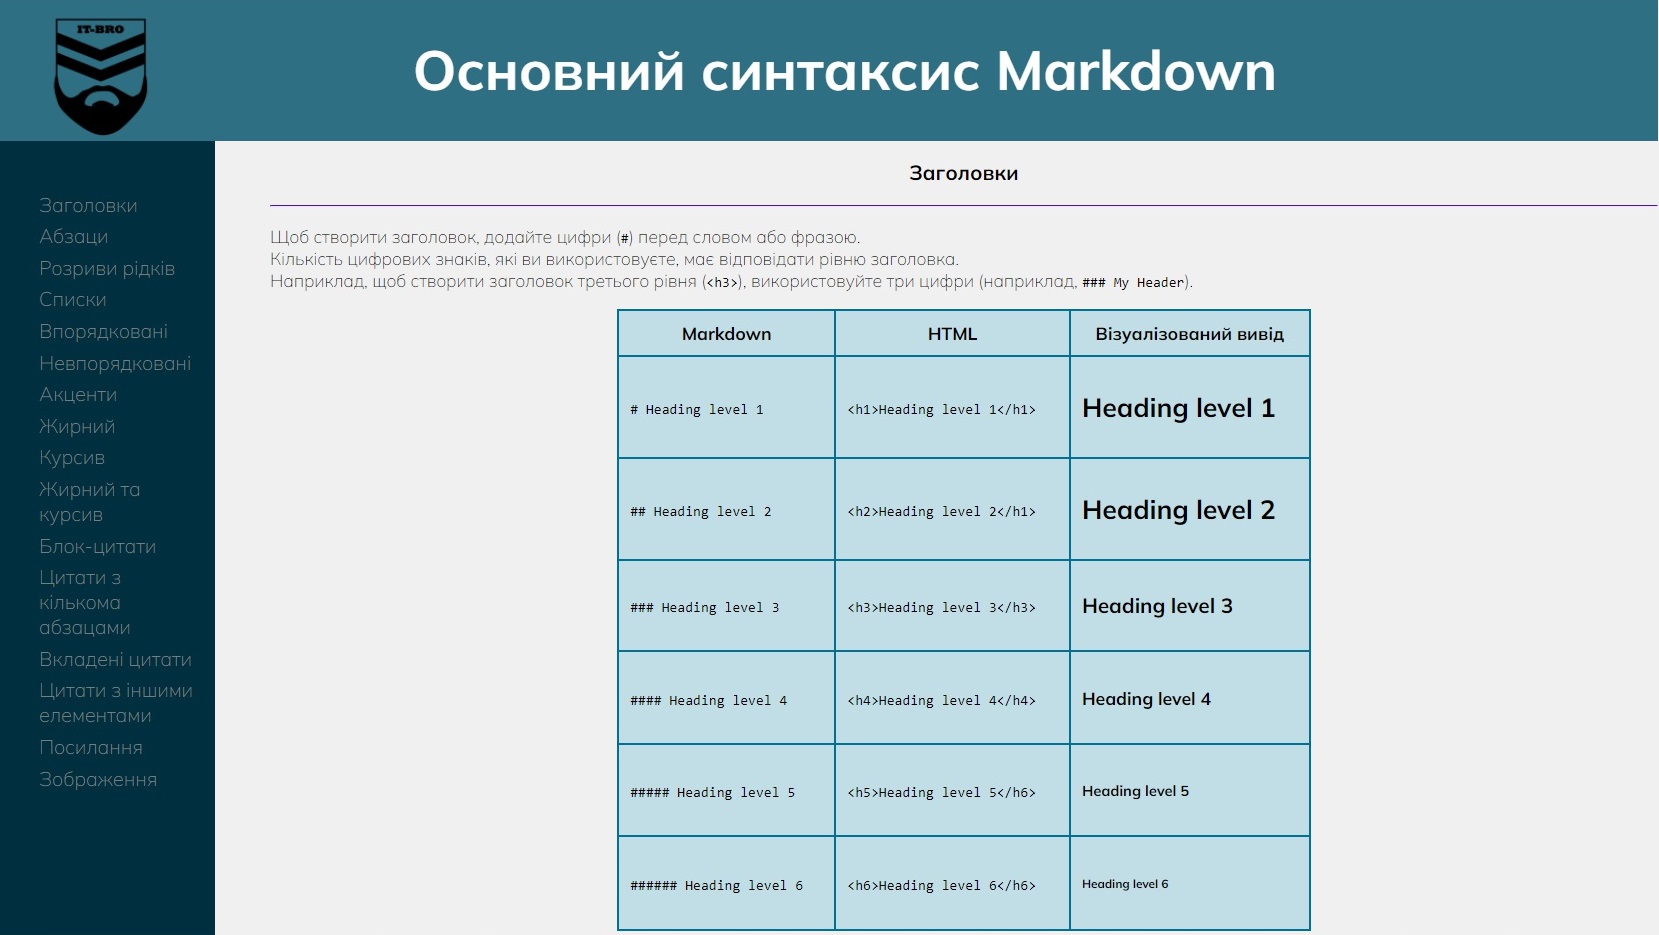 IT-BRO
Основний синтаксис Markdown
Заголовки
Абзаци
Розриви рідків
Списки
Впорядковані
Невпорядковані
Акценти
Жирний
Курсив
Жирний та
курсив
Блок-цитати
Цитати з
кількома
абзацами
Вкладені цитати
Цитати з іншими
елементами
Посилання
Зображення
Заголовки
Щоб створити заголовок, додайте цифри (#) перед словом або фразою.
Кількість цифрових знаків, які ви використовуєте, має відповідати рівню заголовка.
Наприклад, щоб створити заголовок третього рівня (<h3>), використовуйте три цифри (наприклад, ### My Header).
Markdown HTML Візуалізований вивід
# Heading level 1 <h1>Heading level 1</h1> Heading level 1
## Heading level 2 <h2>Heading level 2</h1> Heading level 2
### Heading level 3 <h3>Heading level 3</h3> Heading level 3
#### Heading level 4 <h4>Heading level 4</h4> Heading level 4
##### Heading level 5 <h5>Heading level 5</h6> Heading level 5
###### Heading level 6 <h6>Heading level 6</h6> Heading level 6